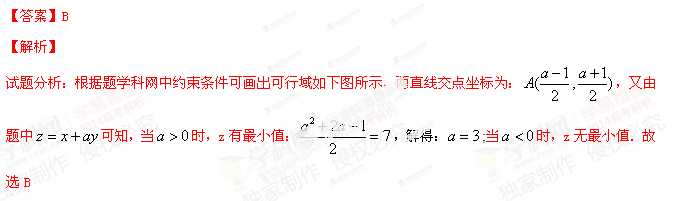 【答案】B
【解析】
试题分析：根据题学科网中约束条件可画出可行域如下图所示．两直线交点坐标为：A((a-1)/2,(a+1)/2)，又由
题中z=x+ay可知，当a>0时，z有最小值：(a²+2a-1)/2=7，解得：a=3;当a<0时，z无最小值．故
选B